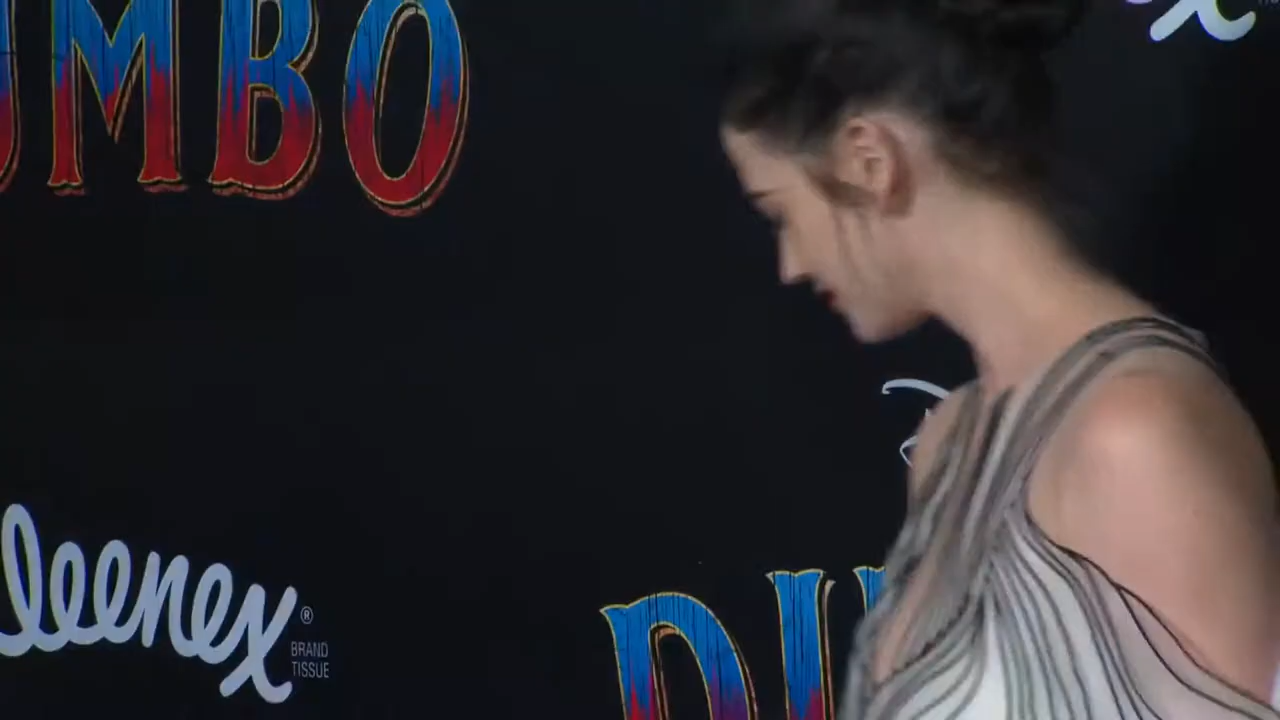 UMBO
x
leenex®
BRAND
TISSUE
DU